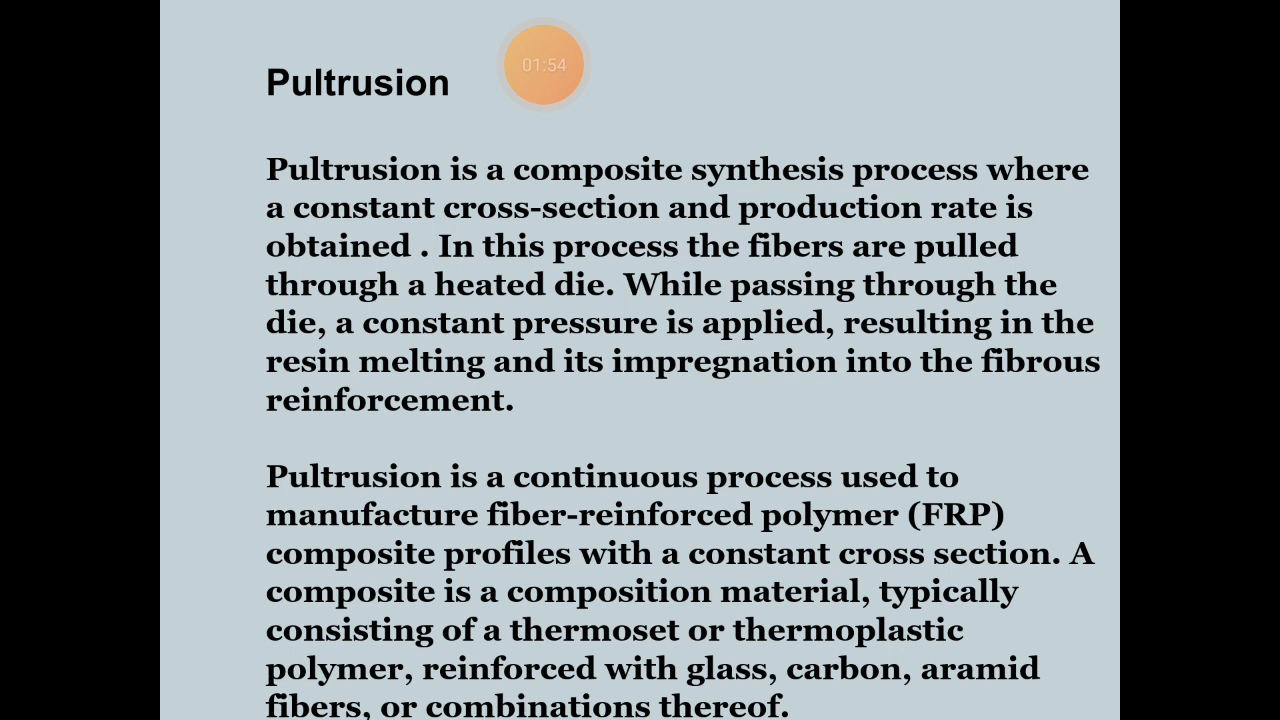 Pultrusion
01:54
Pultrusion is a composite synthesis process where
a constant cross-section and production rate is
obtained . In this process the fibers are pulled
through a heated die. While passing through the
die, a constant pressure is applied, resulting in the
resin melting and its impregnation into the fibrous
reinforcement.
Pultrusion is a continuous process used to
manufacture fiber-reinforced polymer (FRP)
composite profiles with a constant cross section. A
composite is a composition material, typically
consisting of a thermoset or thermoplastic
polymer, reinforced with glass, carbon, aramid
fibers, or combinations thereof.